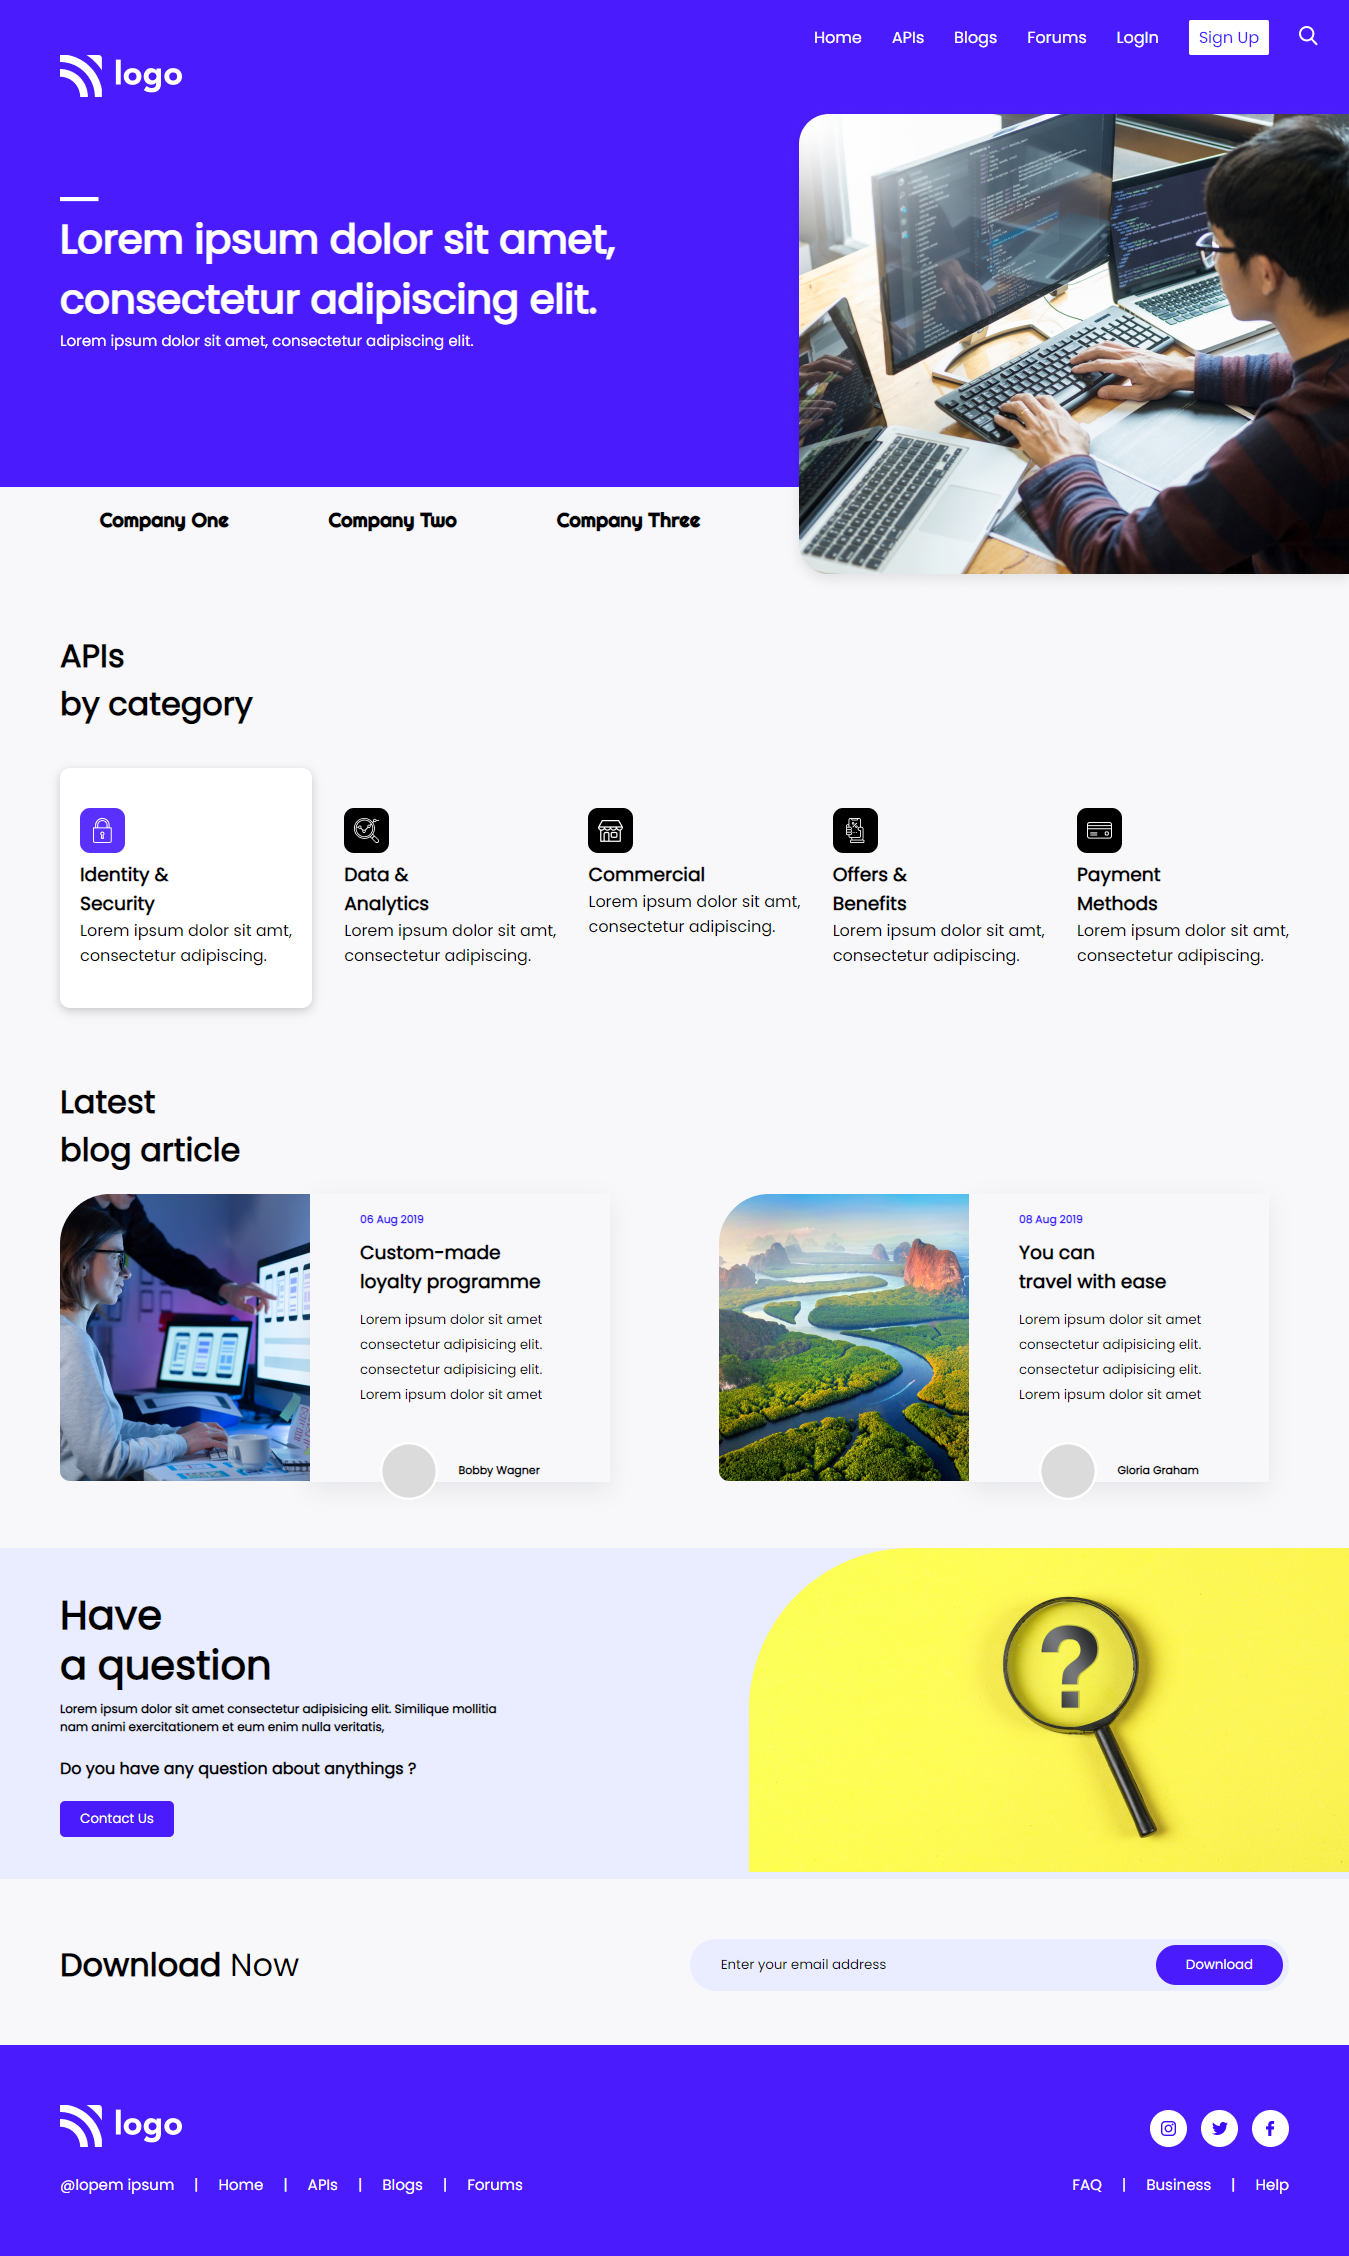 Home APIs Blogs Forums LogIn Sign Up
logo
Lorem ipsum dolor sit amet,
consectetur adipiscing elit.
Lorem ipsum dolor sit amet, consectetur adipiscing elit.
Company One Company Two Company Three
APIs
by category
Identity &
Security
Lorem ipsum dolor sit amt,
consectetur adipiscing.
Data &
Analytics
Lorem ipsum dolor sit amt,
consectetur adipiscing.
Commercial
Lorem ipsum dolor sit amt,
consectetur adipiscing.
Offers &
Benefits
Lorem ipsum dolor sit amt,
consectetur adipiscing.
Payment
Methods
Lorem ipsum dolor sit amt,
consectetur adipiscing.
Latest
blog article
06 Aug 2019
Custom-made
loyalty programme
Lorem ipsum dolor sit amet
consectetur adipisicing elit.
consectetur adipisicing elit.
Lorem ipsum dolor sit amet
Bobby Wagner
08 Aug 2019
You can
travel with ease
Lorem ipsum dolor sit amet
consectetur adipisicing elit.
consectetur adipisicing elit.
Lorem ipsum dolor sit amet
Gloria Graham
Have
a question
Lorem ipsum dolor sit amet consectetur adipisicing elit. Similique mollitia
nam animi exercitationem et eum enim nulla veritatis,
Do you have any question about anythings ?
Contact Us
?
Download Now
Enter your email address
Download
logo
@lopem ipsum | Home | APIs | Blogs | Forums
FAQ | Business | Help